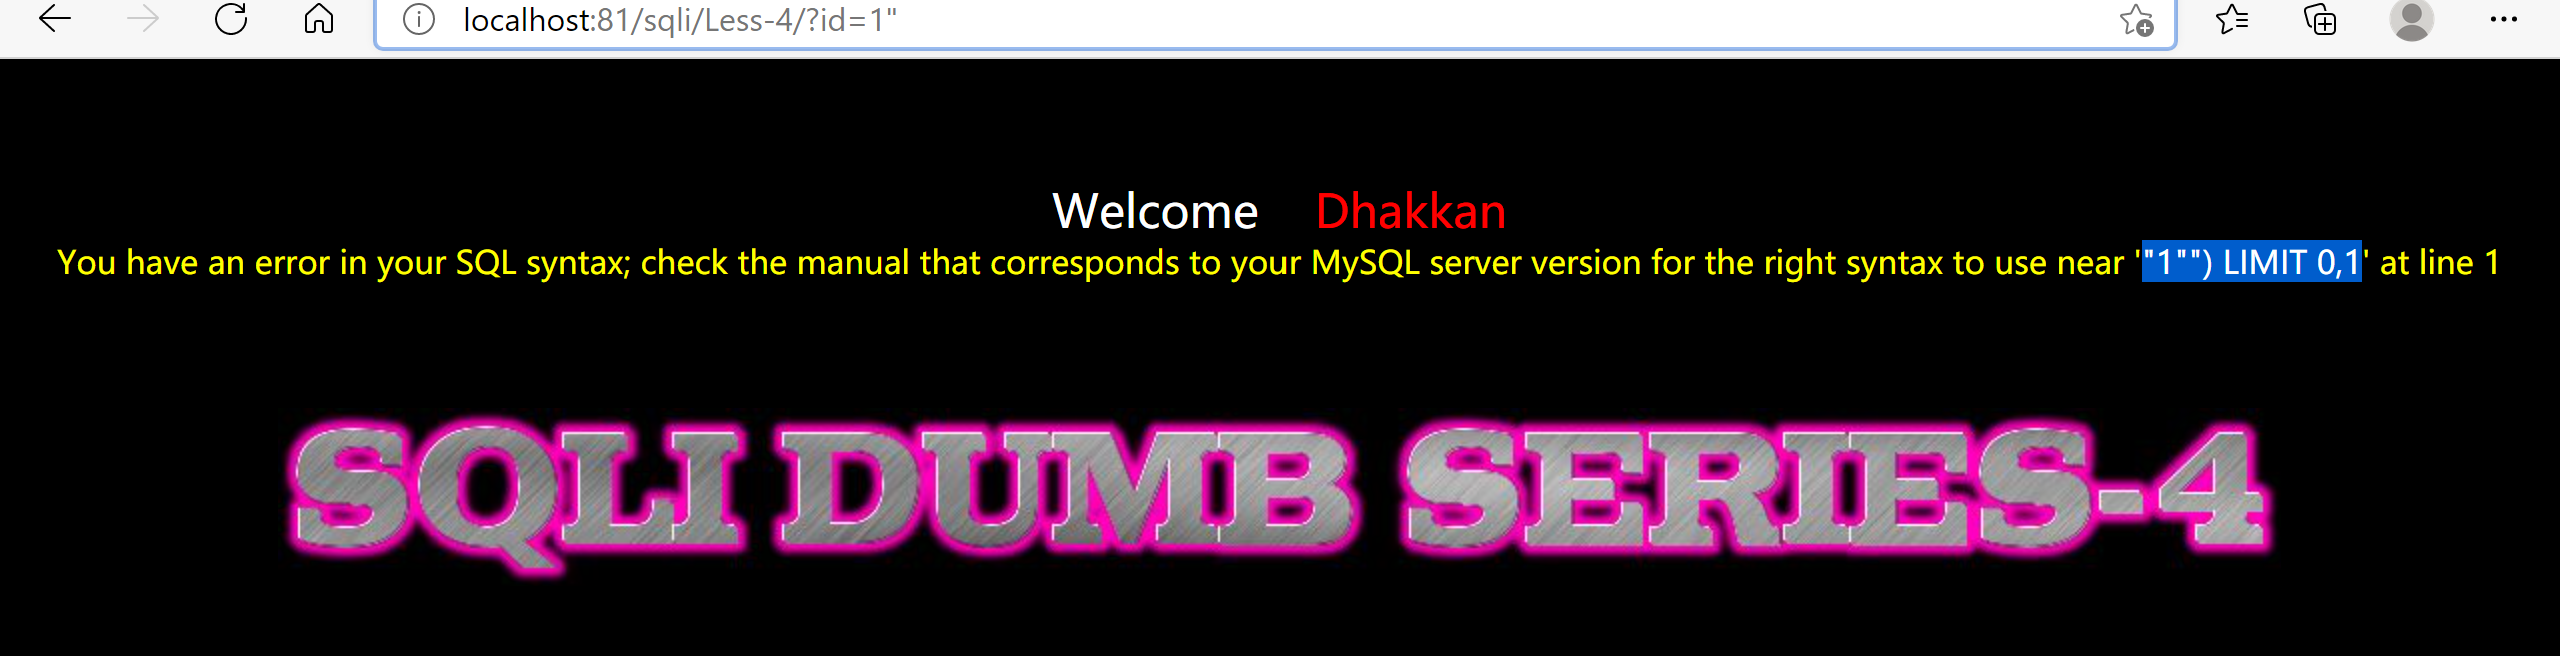 localhost:81/sqli/Less-4/?id=1"
Welcome Dhakkan
You have an error in your SQL syntax; check the manual that corresponds to your MySQL server version for the right syntax to use near '"1"") LIMIT 0,1' at line 1
SQLI DUMB SERIES-4